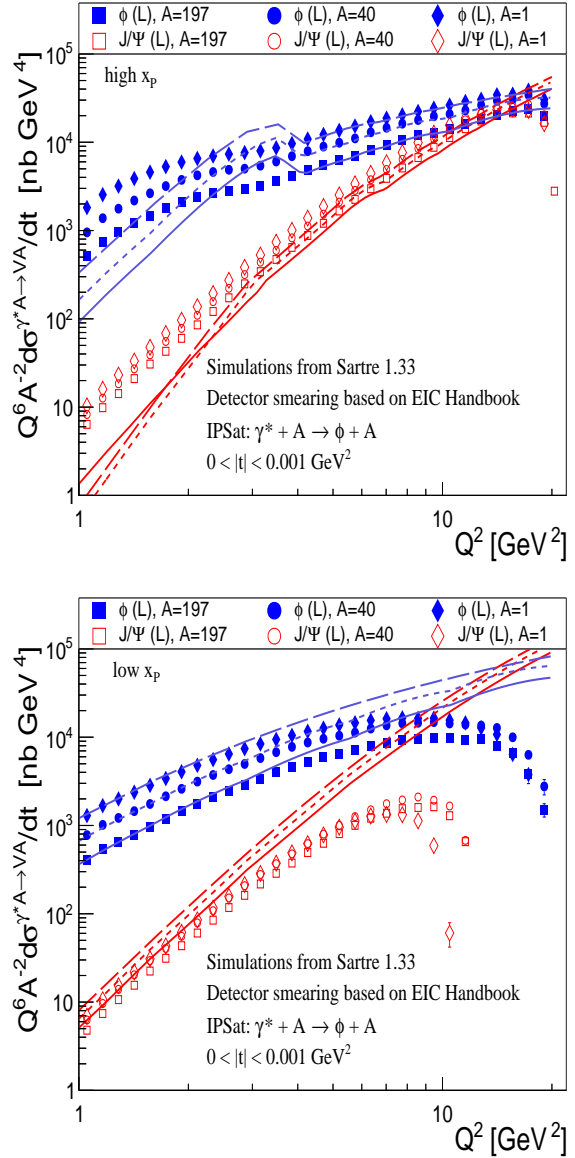 ϕ (L), A=197 ϕ (L), A=40 ϕ (L), A=1
J/Ψ (L), A=197 J/Ψ (L), A=40 J/Ψ (L), A=1
high x_P
Q^6 A^-2 dσ^γ*A→VA/dt [nb GeV^4]
10^5
10^4
10^3
10^2
10
1
Simulations from Sartre 1.33
Detector smearing based on EIC Handbook
IPSat: γ* + A → ϕ + A
0 < |t| < 0.001 GeV^2
1 10
Q^2 [GeV^2]
ϕ (L), A=197 ϕ (L), A=40 ϕ (L), A=1
J/Ψ (L), A=197 J/Ψ (L), A=40 J/Ψ (L), A=1
low x_P
Q^6 A^-2 dσ^γ*A→VA/dt [nb GeV^4]
10^5
10^4
10^3
10^2
10
1
Simulations from Sartre 1.33
Detector smearing based on EIC Handbook
IPSat: γ* + A → ϕ + A
0 < |t| < 0.001 GeV^2
1 10
Q^2 [GeV^2]